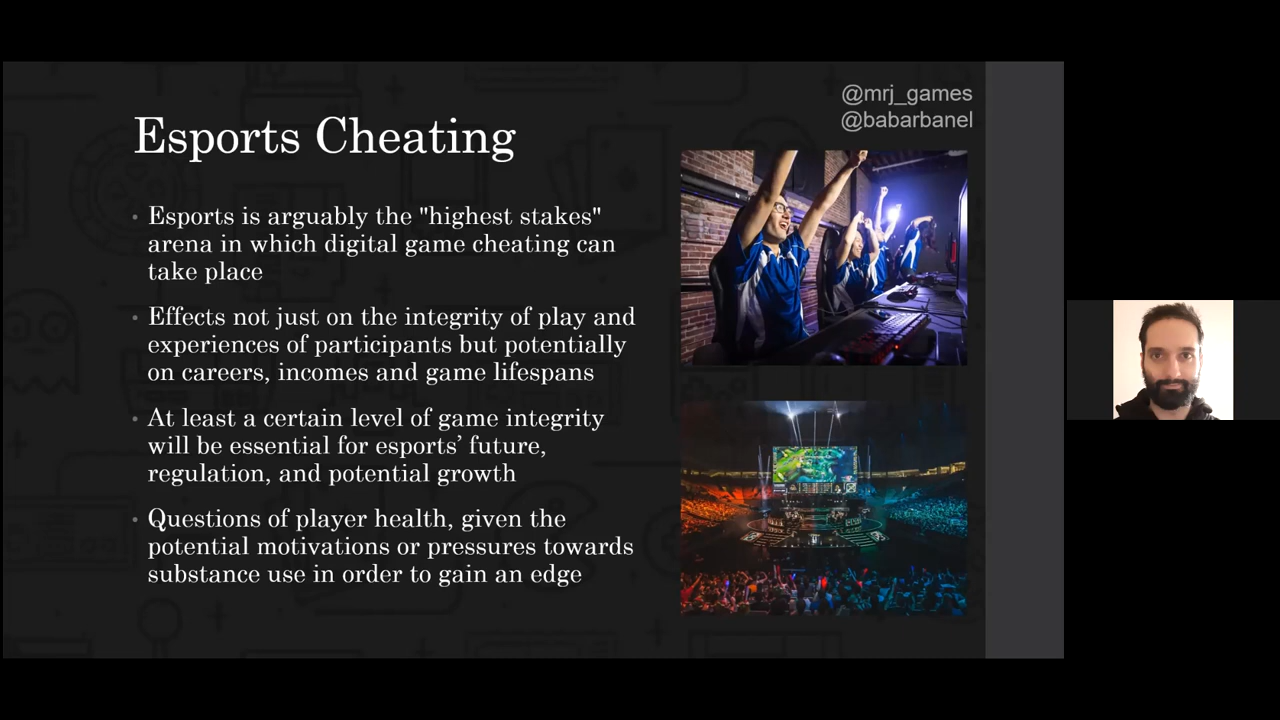 @mrj_games
@babarbanel
Esports Cheating
• Esports is arguably the "highest stakes"
arena in which digital game cheating can
take place
• Effects not just on the integrity of play and
experiences of participants but potentially
on careers, incomes and game lifespans
• At least a certain level of game integrity
will be essential for esports’ future,
regulation, and potential growth
• Questions of player health, given the
potential motivations or pressures towards
substance use in order to gain an edge